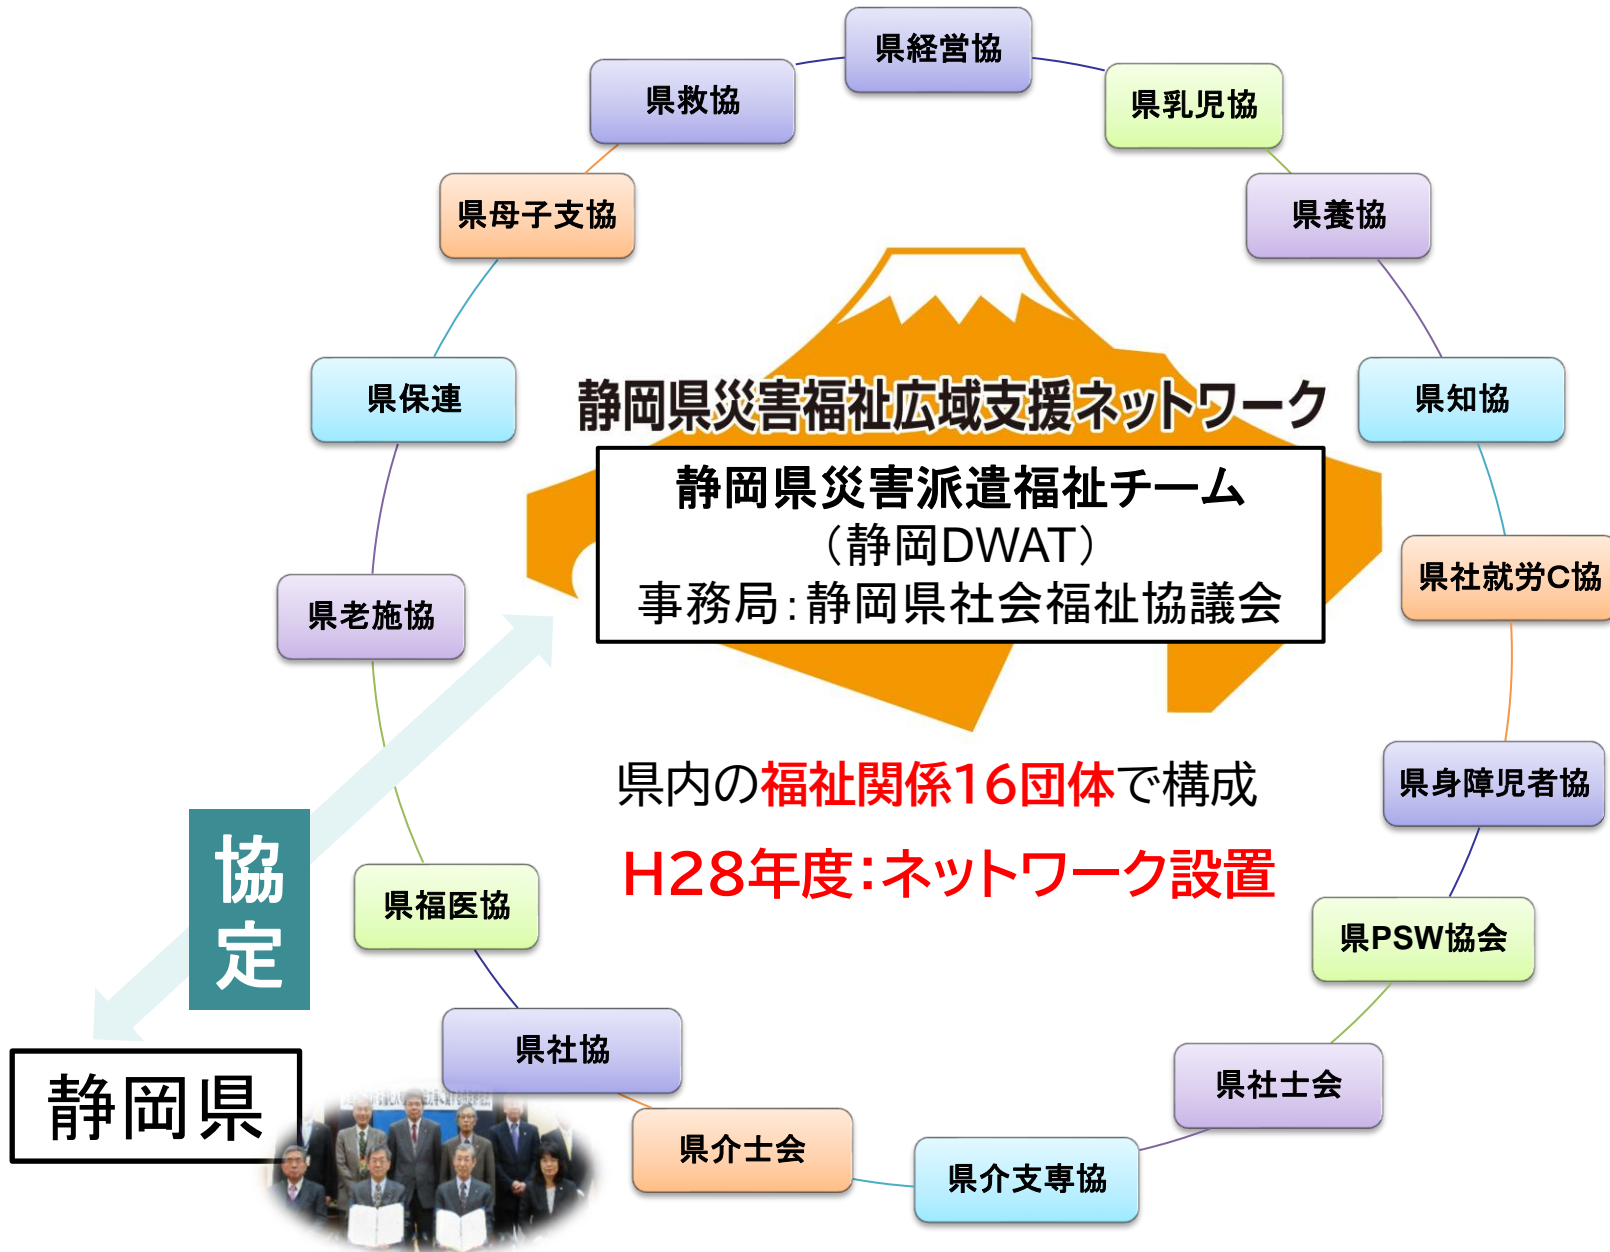 県経営協
県救協
県乳児協
県母子支協
県養協
県保連
県知協
静岡県災害福祉広域支援ネットワーク
静岡県災害派遣福祉チーム
（静岡DWAT）
事務局：静岡県社会福祉協議会
県社就労C協
県老施協
県身障児者協
県内の福祉関係16団体で構成
H28年度：ネットワーク設置
協定
県福医協
県PSW協会
県社協
県社士会
静岡県
県介士会
県介支専協